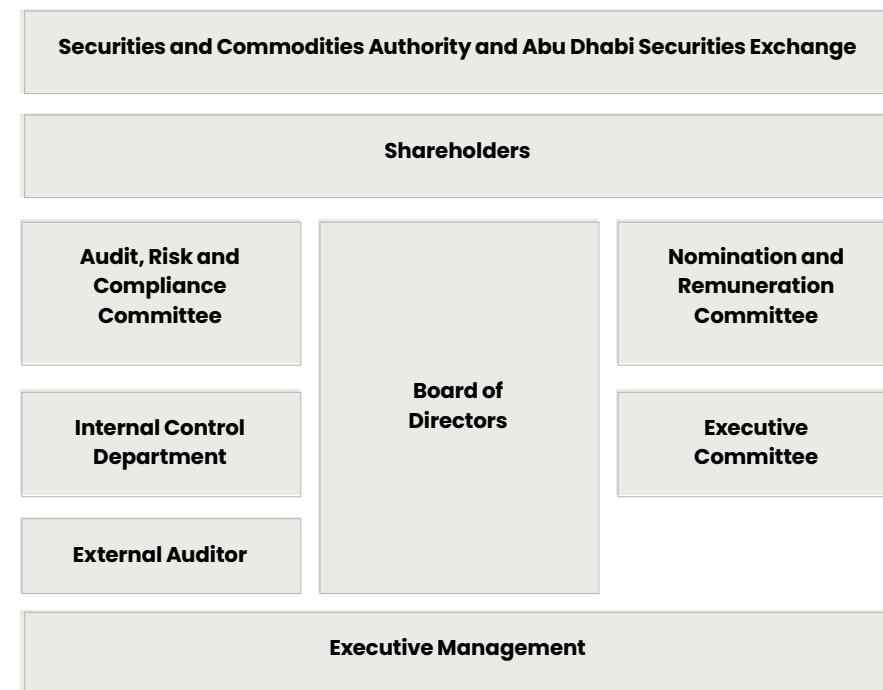 Securities and Commodities Authority and Abu Dhabi Securities Exchange
Shareholders
Audit, Risk and
Compliance
Committee
Internal Control
Department
External Auditor
Board of
Directors
Nomination and
Remuneration
Committee
Executive
Committee
Executive Management